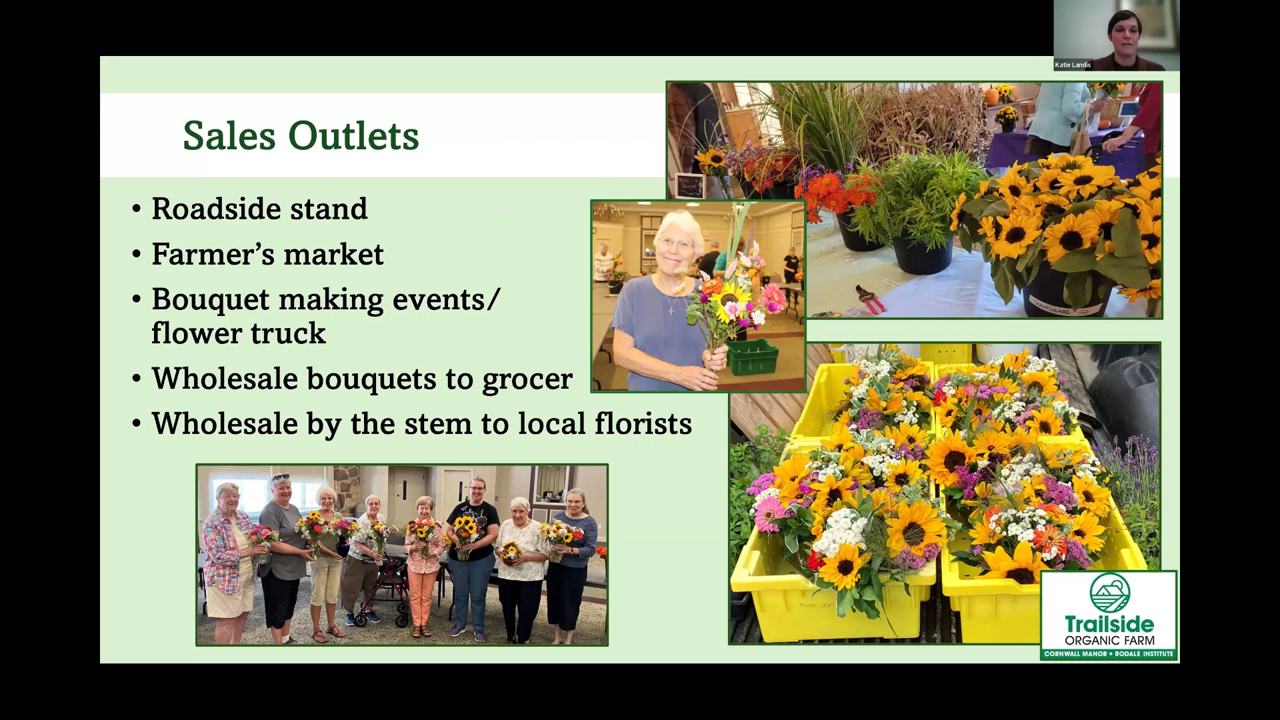 Katie Landis
Sales Outlets
• Roadside stand
• Farmer's market
• Bouquet making events/
flower truck
• Wholesale bouquets to grocer
• Wholesale by the stem to local florists
Trailside
ORGANIC FARM
CORNWALL MANOR • RODALE INSTITUTE